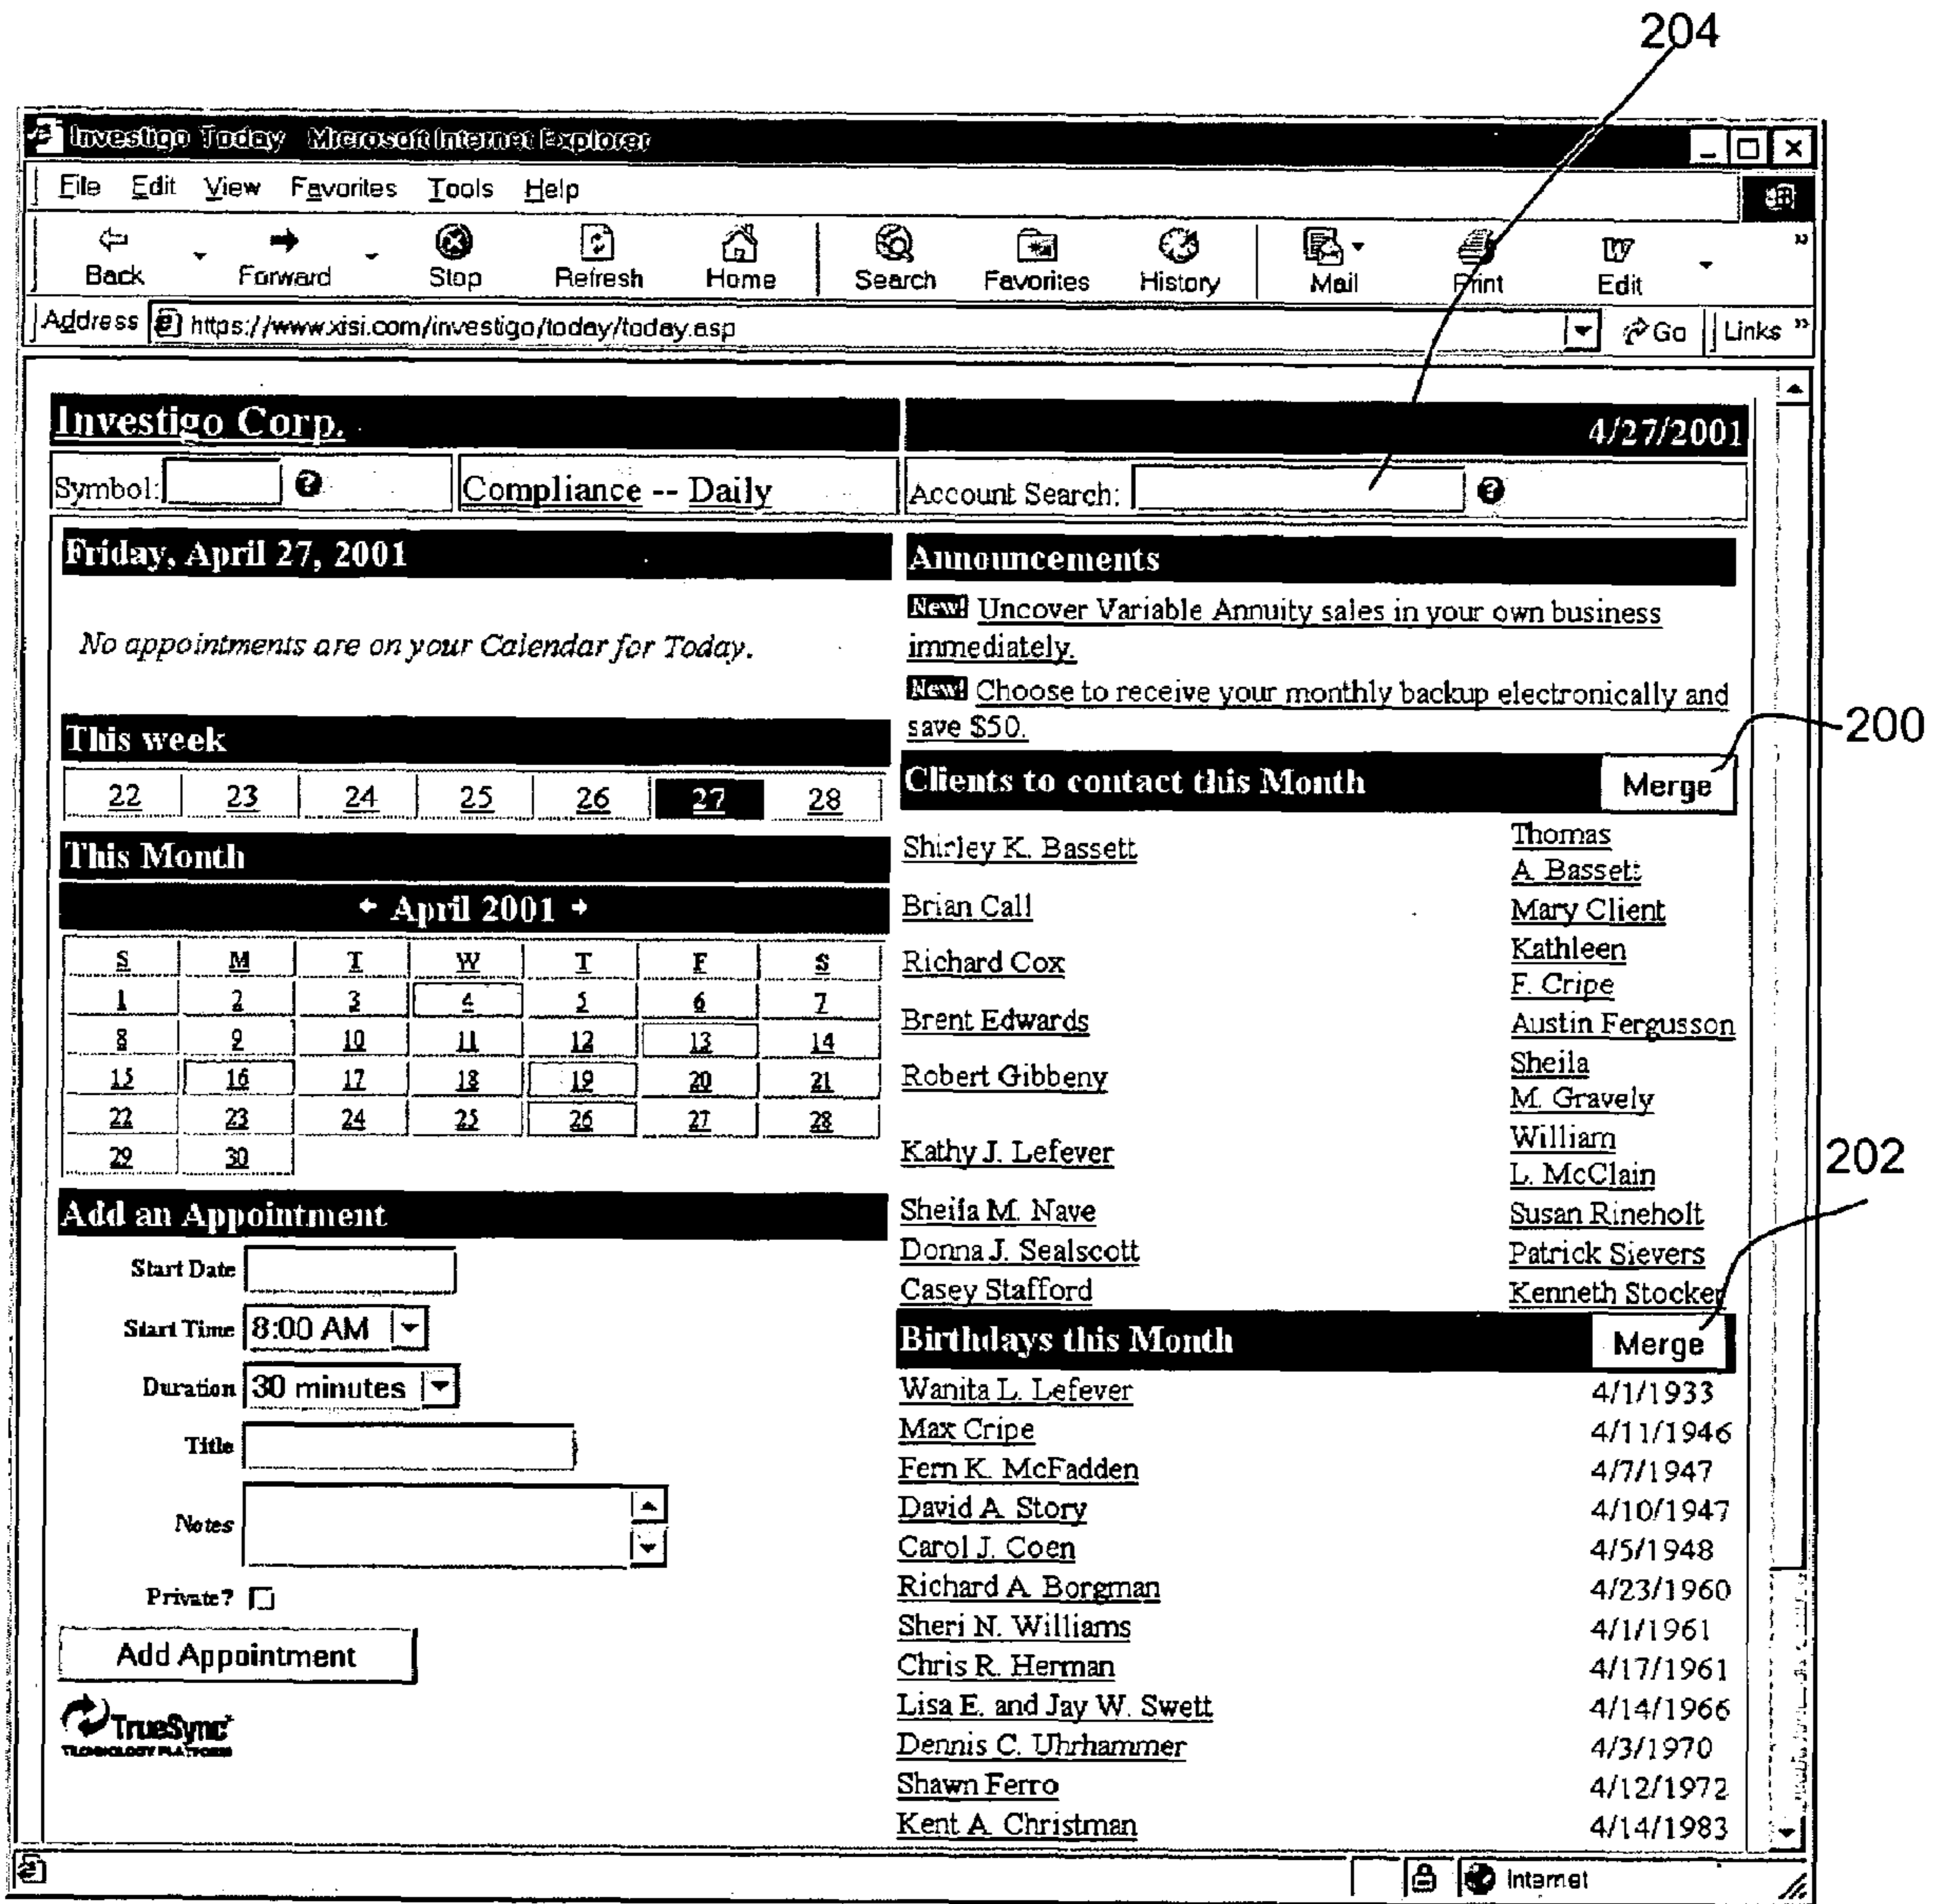 204
Investigo Today Microsoft Internet Explorer
File Edit View Favorites Tools Help
Back Forward Stop Refresh Home Search Favorites History Mail Print Edit
Address https://www.xisi.com/investigo/today/today.asp Go Links
Investigo Corp. 4/27/2001
Symbol: Compliance -- Daily Account Search:
Friday, April 27, 2001
No appointments are on your Calendar for Today.
This week
22 23 24 25 26 27 28
This Month
April 2001
S M T W T F S
1 2 3 4 5 6 7
8 9 10 11 12 13 14
15 16 17 18 19 20 21
22 23 24 25 26 27 28
29 30
Add an Appointment
Start Date
Start Time 8:00 AM
Duration 30 minutes
Title
Notes
Private?
Add Appointment
TrueSync
TECHNOLOGY PLATFORM
Announcements
New! Uncover Variable Annuity sales in your own business
immediately.
New! Choose to receive your monthly backup electronically and
save $50.
200
Clients to contact this Month Merge
Shirley K. Bassett
Thomas
A. Bassett
Brian Call
Mary Client
Richard Cox
Kathleen
F. Cripe
Brent Edwards
Austin Fergusson
Robert Gibbeny
Sheila
M. Gravely
Kathy J. Lefever
William
L. McClain
202
Sheila M. Nave Susan Rineholt
Donna J. Sealscott Patrick Sievers
Casey Stafford Kenneth Stocker
Birthdays this Month Merge
Wanita L. Lefever 4/1/1933
Max Cripe 4/11/1946
Fern K. McFadden 4/7/1947
David A. Story 4/10/1947
Carol J. Coen 4/5/1948
Richard A. Borgman 4/23/1960
Sheri N. Williams 4/1/1961
Chris R. Herman 4/17/1961
Lisa E. and Jay W. Swett 4/14/1966
Dennis C. Uhrhammer 4/3/1970
Shawn Ferro 4/12/1972
Kent A. Christman 4/14/1983
Internet